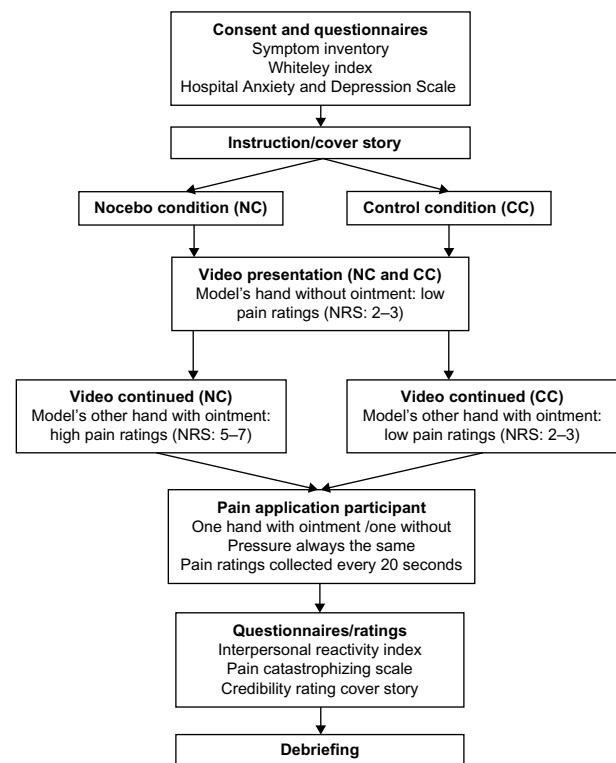 Consent and questionnaires
Symptom inventory
Whiteley index
Hospital Anxiety and Depression Scale
Instruction/cover story
Nocebo condition (NC)
Control condition (CC)
Video presentation (NC and CC)
Model's hand without ointment: low
pain ratings (NRS: 2–3)
Video continued (NC)
Model's other hand with ointment:
high pain ratings (NRS: 5–7)
Video continued (CC)
Model's other hand with ointment:
low pain ratings (NRS: 2–3)
Pain application participant
One hand with ointment /one without
Pressure always the same
Pain ratings collected every 20 seconds
Questionnaires/ratings
Interpersonal reactivity index
Pain catastrophizing scale
Credibility rating cover story
Debriefing